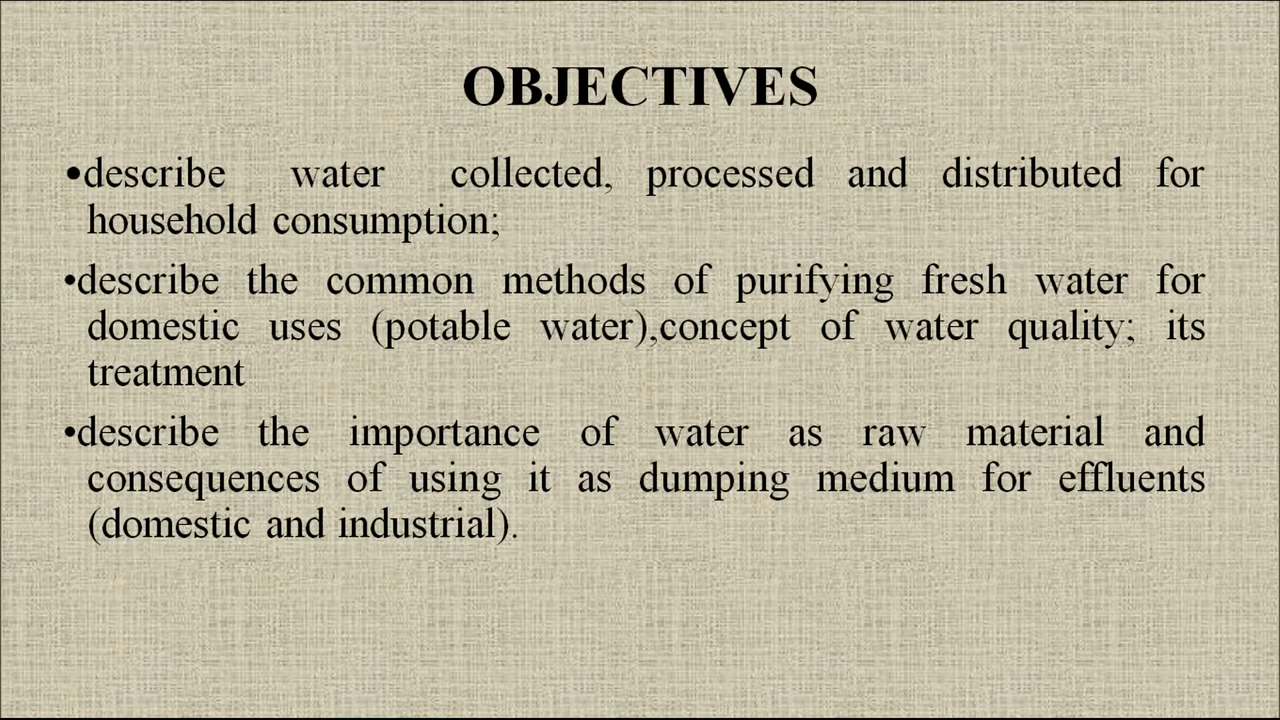 OBJECTIVES
•describe water collected, processed and distributed for
household consumption;
•describe the common methods of purifying fresh water for
domestic uses (potable water),concept of water quality; its
treatment
•describe the importance of water as raw material and
consequences of using it as dumping medium for effluents
(domestic and industrial).